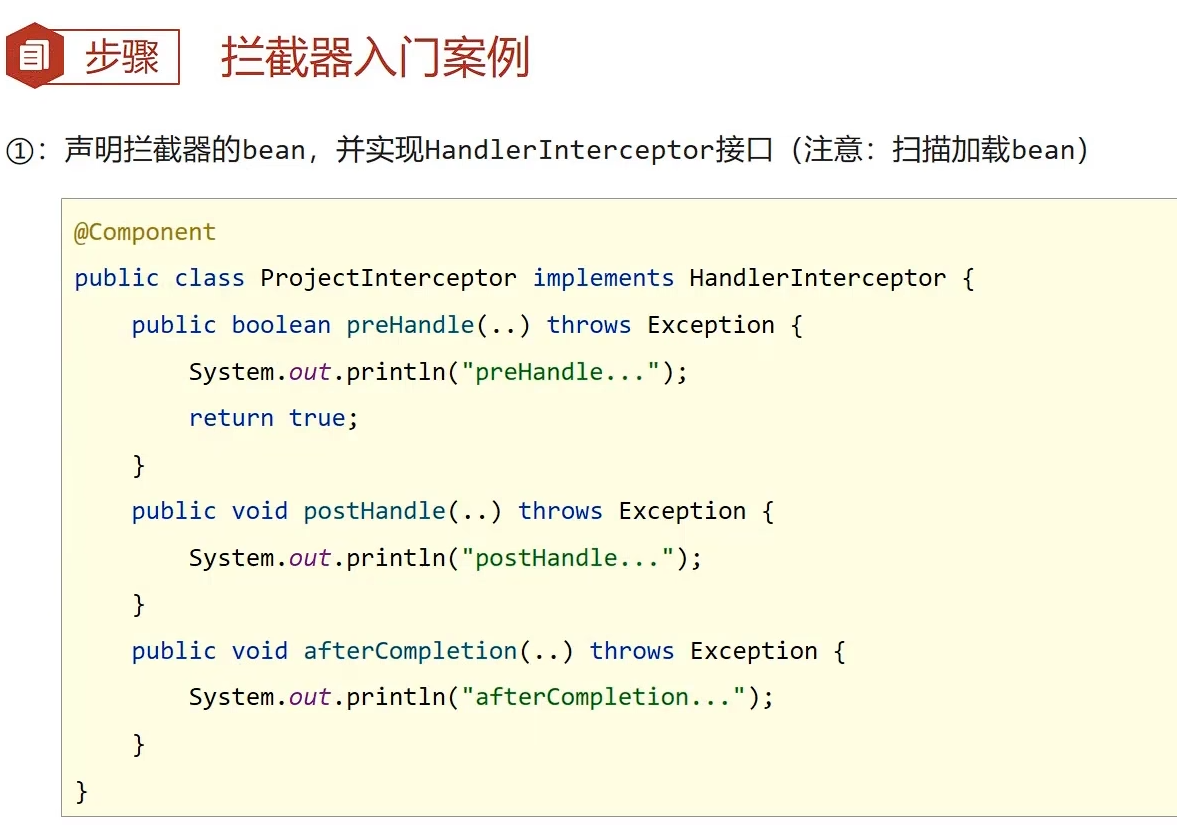 步骤 拦截器入门案例
①：声明拦截器的bean，并实现HandlerInterceptor接口（注意：扫描加载bean）
@Component
public class ProjectInterceptor implements HandlerInterceptor {
    public boolean preHandle(..) throws Exception {
        System.out.println("preHandle...");
        return true;
    }
    public void postHandle(..) throws Exception {
        System.out.println("postHandle...");
    }
    public void afterCompletion(..) throws Exception {
        System.out.println("afterCompletion...");
    }
}